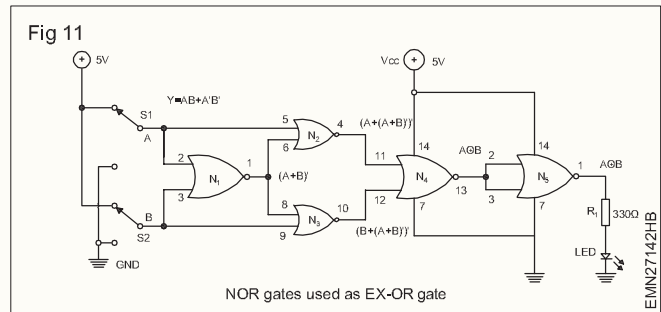 Fig 11
5V
Vcc 5V
Y=AB+A'B'
S1
A
5 4
6 N2
(A+(A+B)')'
14
14
2 1
3 N1
(A+B)'
11
12 N4
13
A⊙B
2
3 N5
1
A⊙B
8 10
9 N3
(B+(A+B)')'
7
7
B
S2
GND
R1 330Ω
LED
NOR gates used as EX-OR gate
EMN27142HB